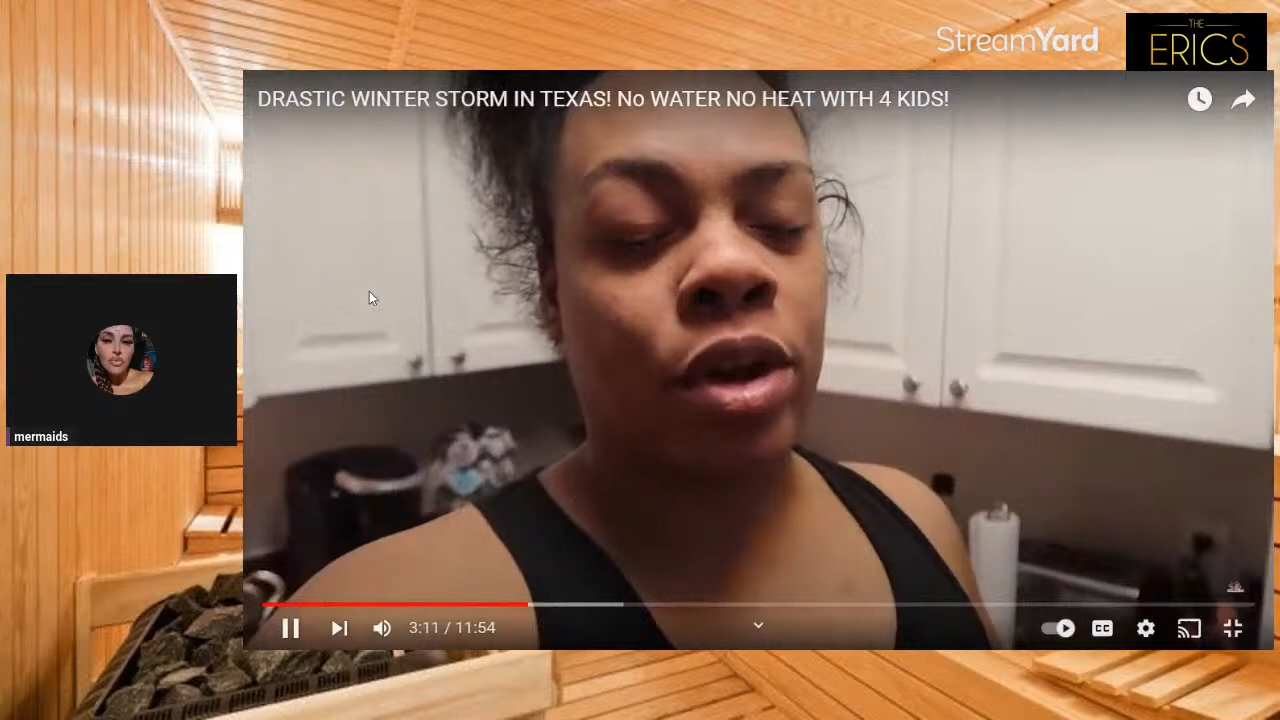 StreamYard
THE
ERICS
DRASTIC WINTER STORM IN TEXAS! No WATER NO HEAT WITH 4 KIDS!
mermaids
3:11 / 11:54
CC